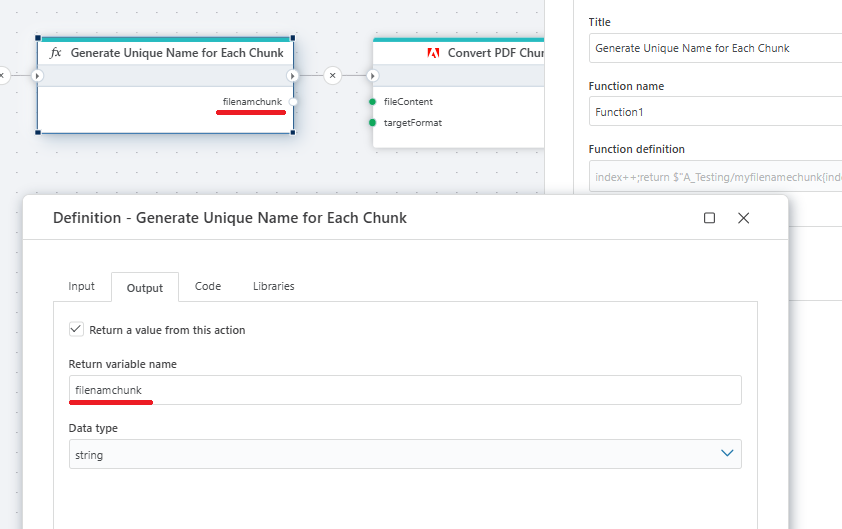 fx Generate Unique Name for Each Chunk
filenamchunk
Convert PDF Chun
fileContent
targetFormat
Title
Generate Unique Name for Each Chunk
Function name
Function1
Function definition
index++;return $"A_Testing/myfilenamechunk{ind
Definition - Generate Unique Name for Each Chunk
Input
Output
Code
Libraries
Return a value from this action
Return variable name
filenamchunk
Data type
string